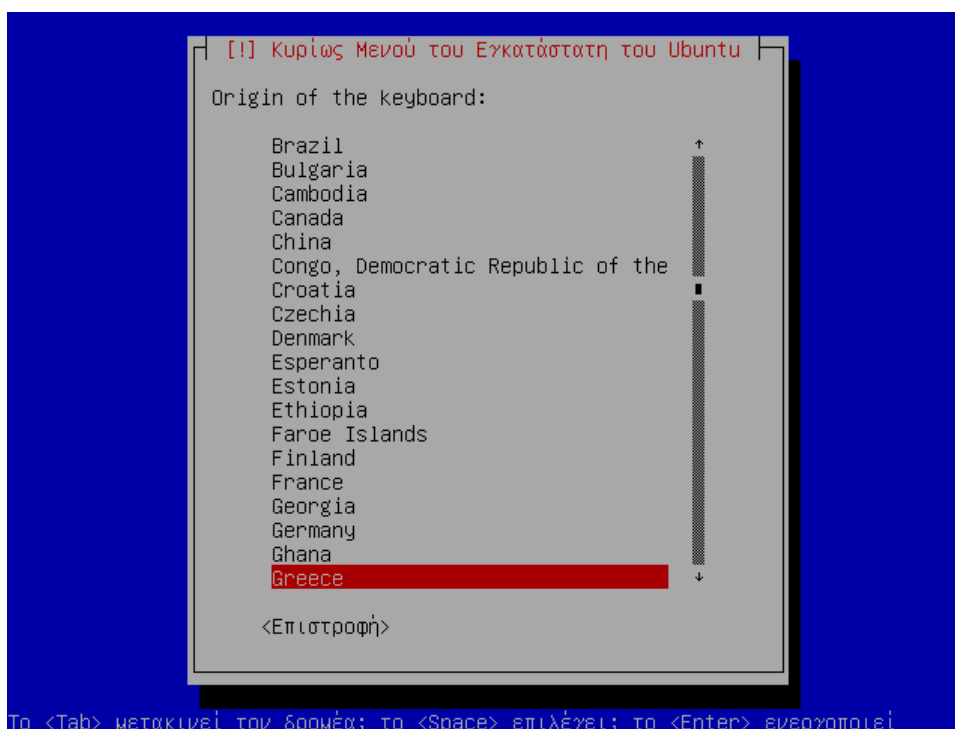 [!] Κυρίως Μενού του Εγκατάστατη του Ubuntu
Origin of the keyboard:
Brazil
Bulgaria
Cambodia
Canada
China
Congo, Democratic Republic of the
Croatia
Czechia
Denmark
Esperanto
Estonia
Ethiopia
Faroe Islands
Finland
France
Georgia
Germany
Ghana
Greece
<Επιστροφή>
Το <Tab> μετακινεί τον δρομέα; το <Space> επιλέγει; το <Enter> ενεργοποιεί